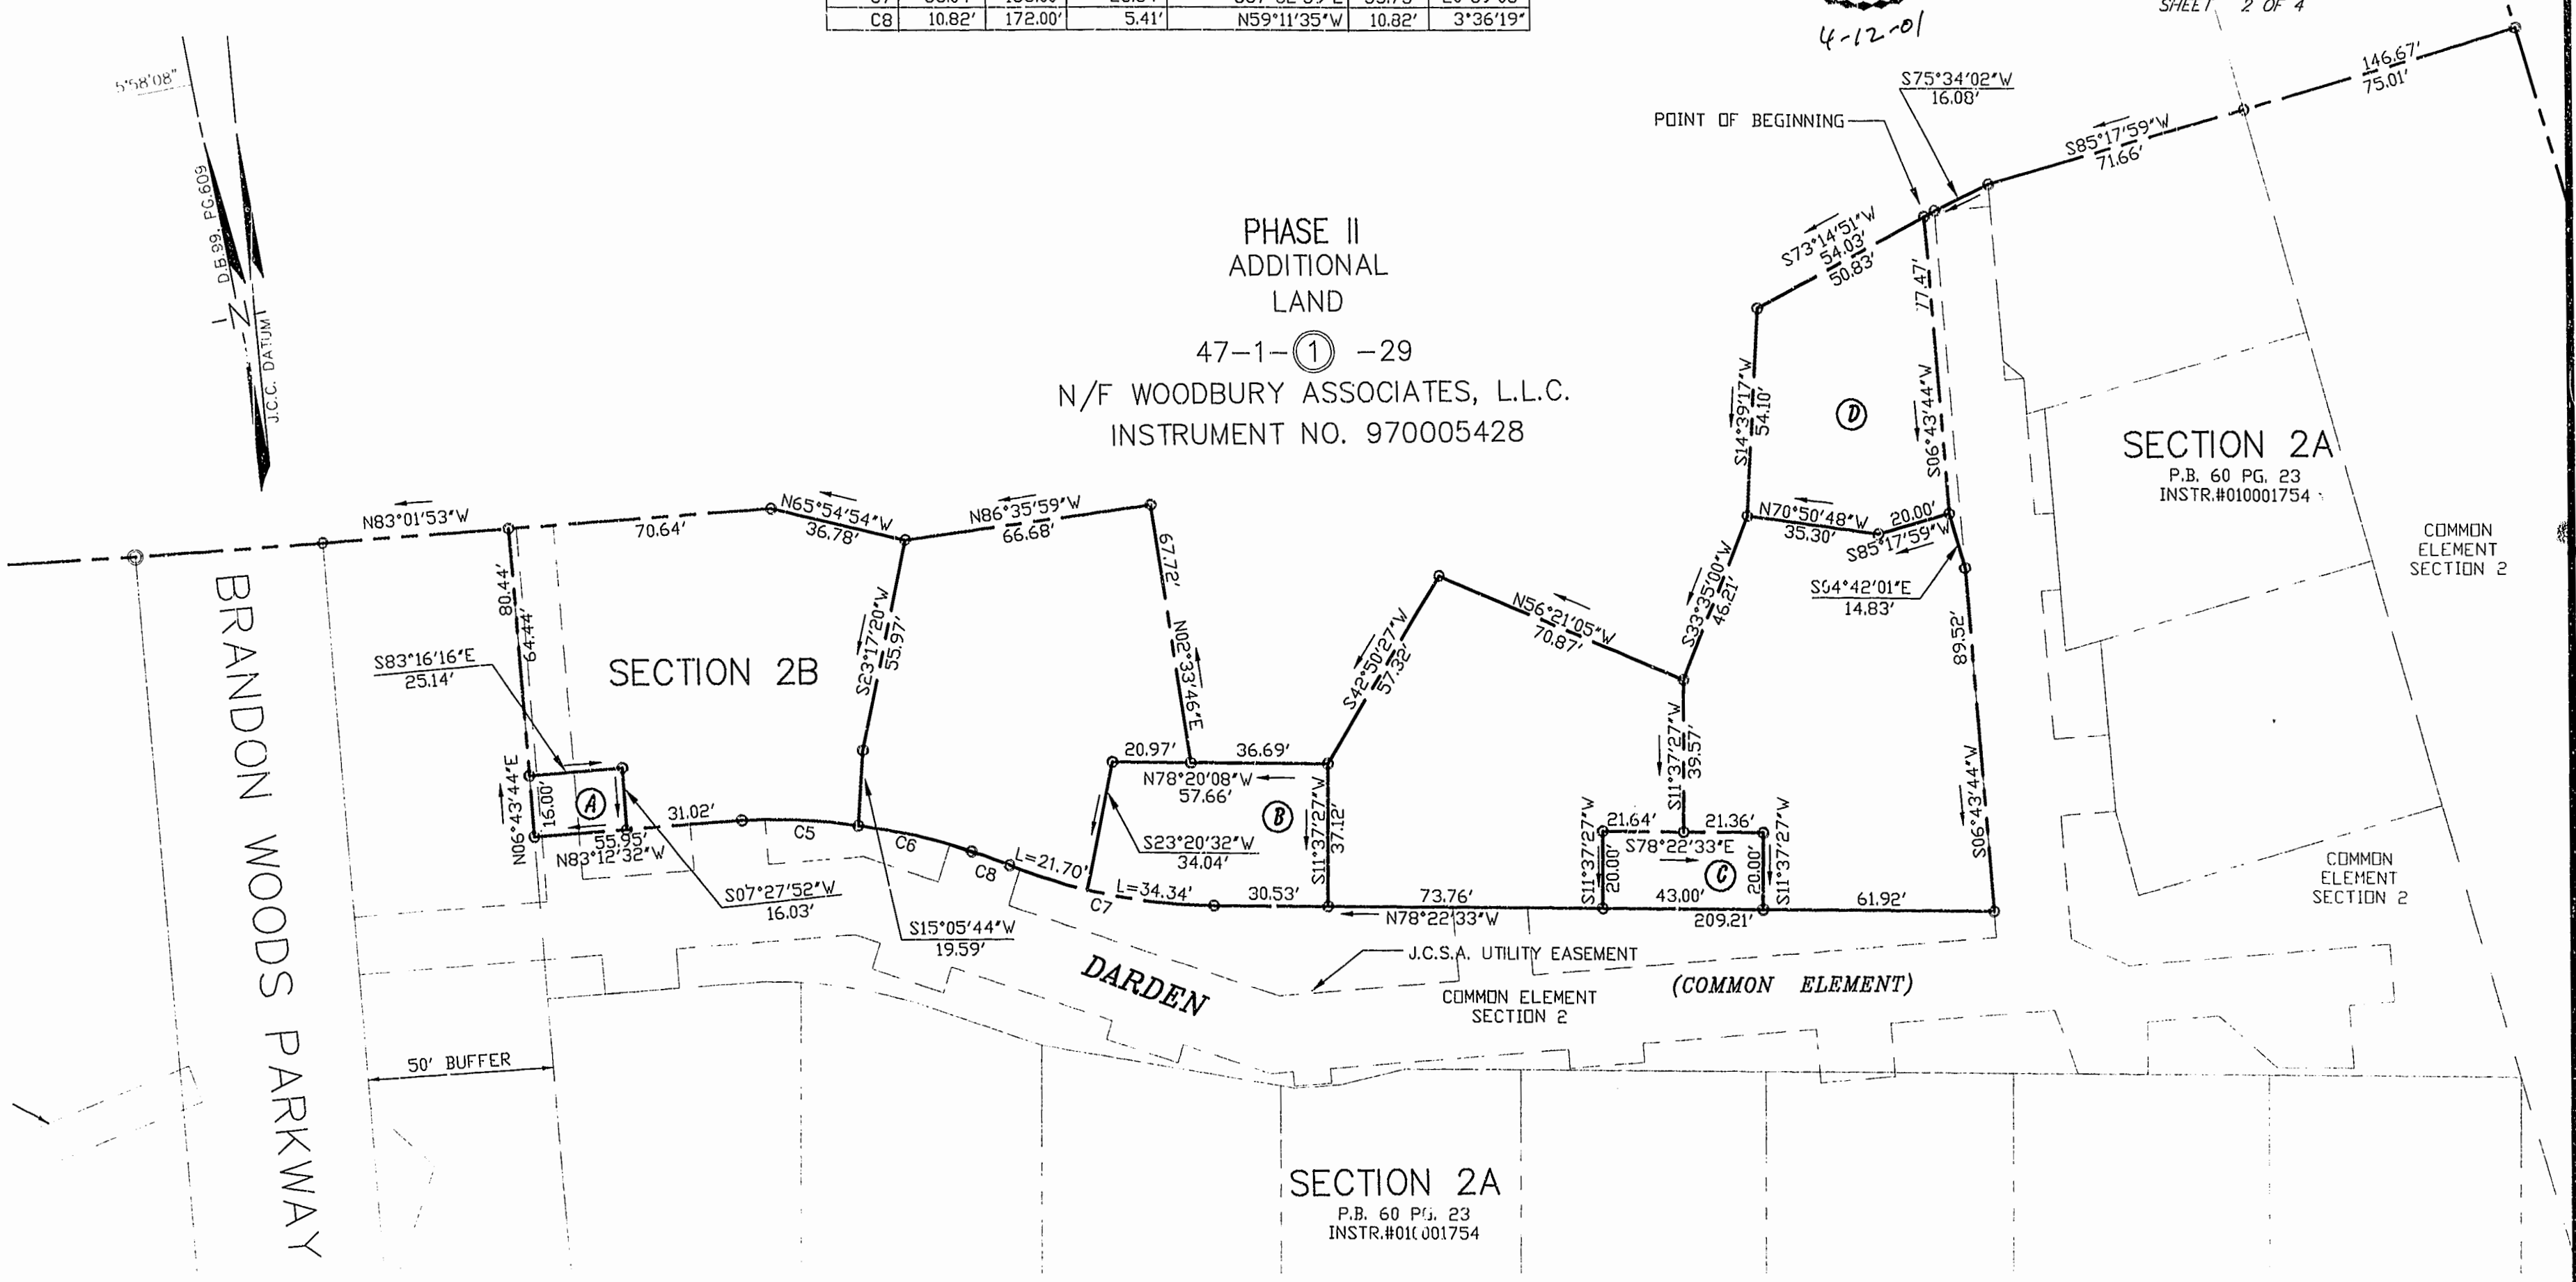 C8 10.82' 172.00' 5.41' N59°11'35"W 10.82' 3°36'19"
4-12-01
SHEET 2 OF 4
5°58'08"
D.B.99, PG.609
N
J.C.C. DATUM
S75°34'02"W
16.08'
POINT OF BEGINNING
146.67'
75.01'
S85°17'59"W
71.66'
S73°14'51"W
54.03'
50.83'
77.47'
S06°43'44"W
S14°39'17"W
54.10'
D
PHASE II
ADDITIONAL
LAND
47-1-1 -29
N/F WOODBURY ASSOCIATES, L.L.C.
INSTRUMENT NO. 970005428
SECTION 2A
P.B. 60 PG. 23
INSTR.#010001754
COMMON
ELEMENT
SECTION 2
N83°01'53"W
70.64'
N65°54'54"W
36.78'
N86°35'59"W
66.68'
67.72'
N02°33'46"E
N70°50'48"W
35.30'
20.00'
S85°17'59"W
S04°42'01"E
14.83'
S33°35'00"W
46.21'
N56°21'05"W
70.87'
S42°50'27"W
57.32'
80.44'
64.44'
S23°17'20"W
55.97'
SECTION 2B
S83°16'16"E
25.14'
N06°43'44"E
16.00'
A
31.02'
55.95'
N83°12'32"W
S07°27'52"W
16.03'
C5
C6
C8
S15°05'44"W
19.59'
L=21.70'
C7
L=34.34'
20.97'
36.69'
N78°20'08"W
57.66'
S23°20'32"W
34.04'
B
S11°37'27"W
37.12'
30.53'
S11°37'27"W
39.57'
89.52'
S06°43'44"W
S11°37'27"W
20.00'
21.64'
21.36'
S78°22'33"E
C
20.00'
S11°37'27"W
73.76'
43.00'
61.92'
N78°22'33"W
209.21'
COMMON
ELEMENT
SECTION 2
J.C.S.A. UTILITY EASEMENT
DARDEN
(COMMON ELEMENT)
COMMON ELEMENT
SECTION 2
BRANDON WOODS PARKWAY
50' BUFFER
SECTION 2A
P.B. 60 PG. 23
INSTR.#010001754